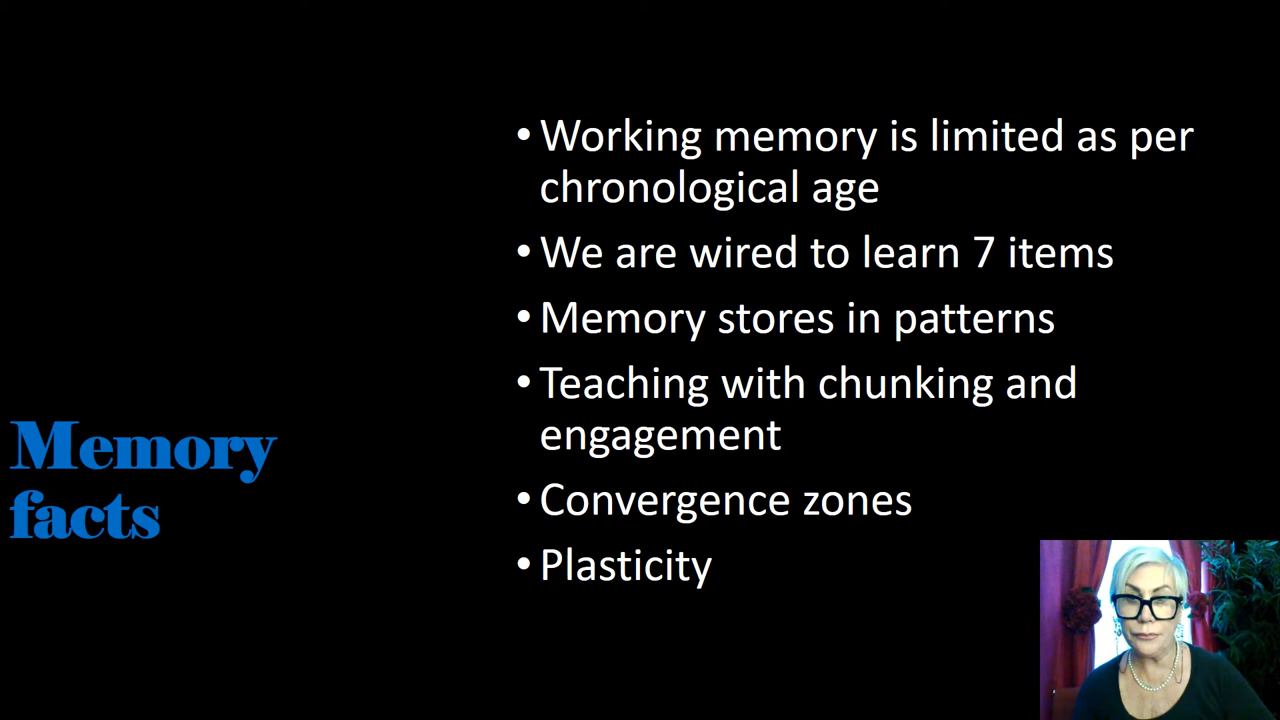 • Working memory is limited as per
chronological age
• We are wired to learn 7 items
• Memory stores in patterns
• Teaching with chunking and
engagement
• Convergence zones
• Plasticity
Memory
facts